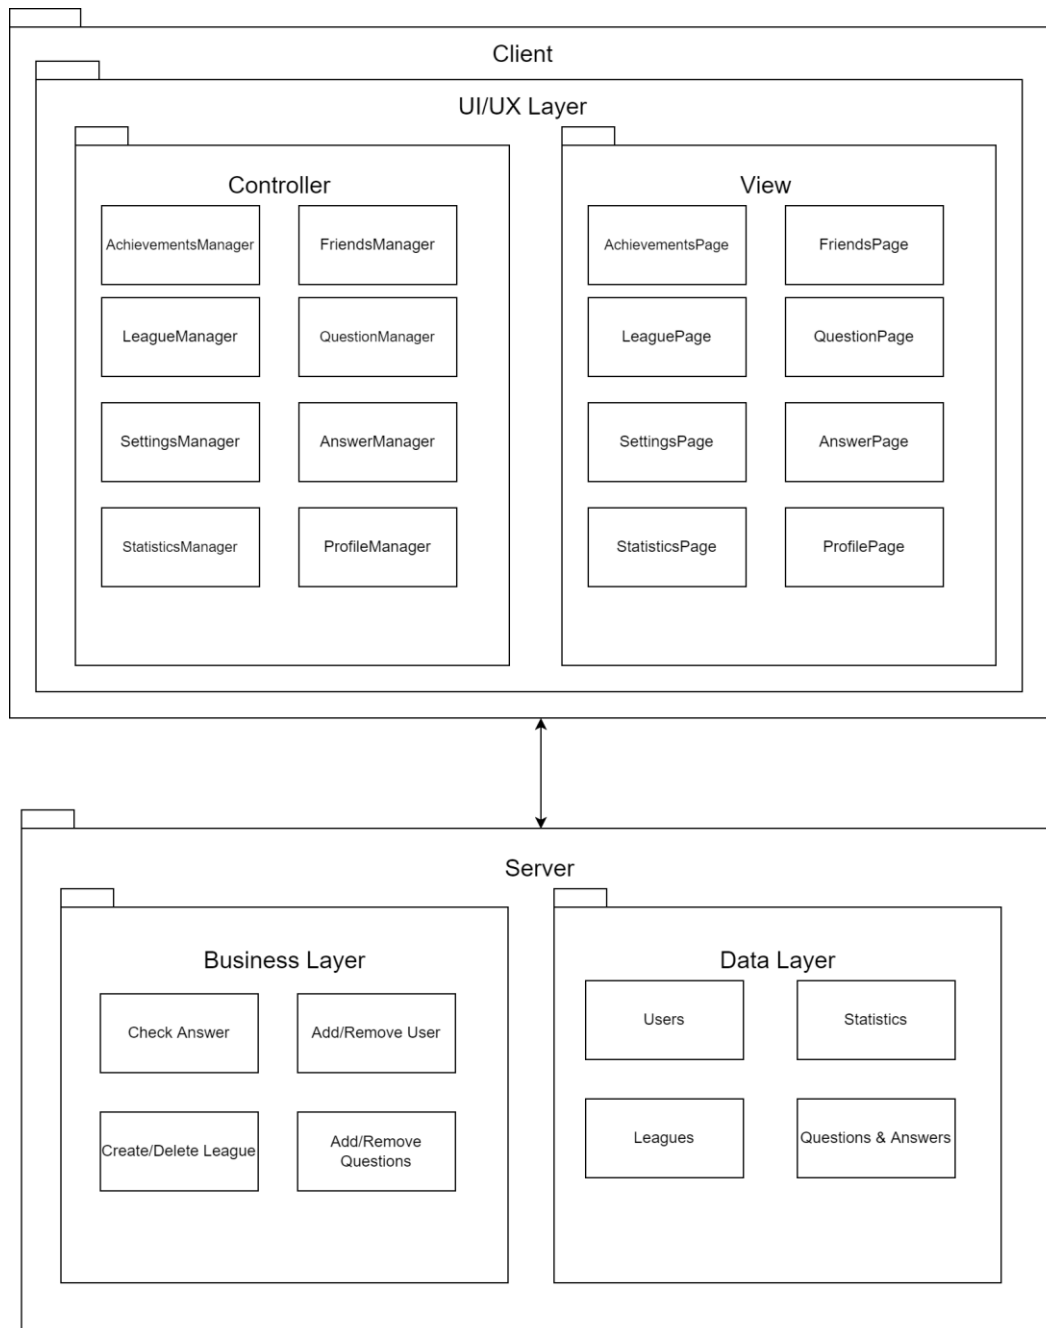 Client
UI/UX Layer
Controller
AchievementsManager
FriendsManager
LeagueManager
QuestionManager
SettingsManager
AnswerManager
StatisticsManager
ProfileManager
View
AchievementsPage
FriendsPage
LeaguePage
QuestionPage
SettingsPage
AnswerPage
StatisticsPage
ProfilePage
Server
Business Layer
Check Answer
Add/Remove User
Create/Delete League
Add/Remove
Questions
Data Layer
Users
Statistics
Leagues
Questions & Answers